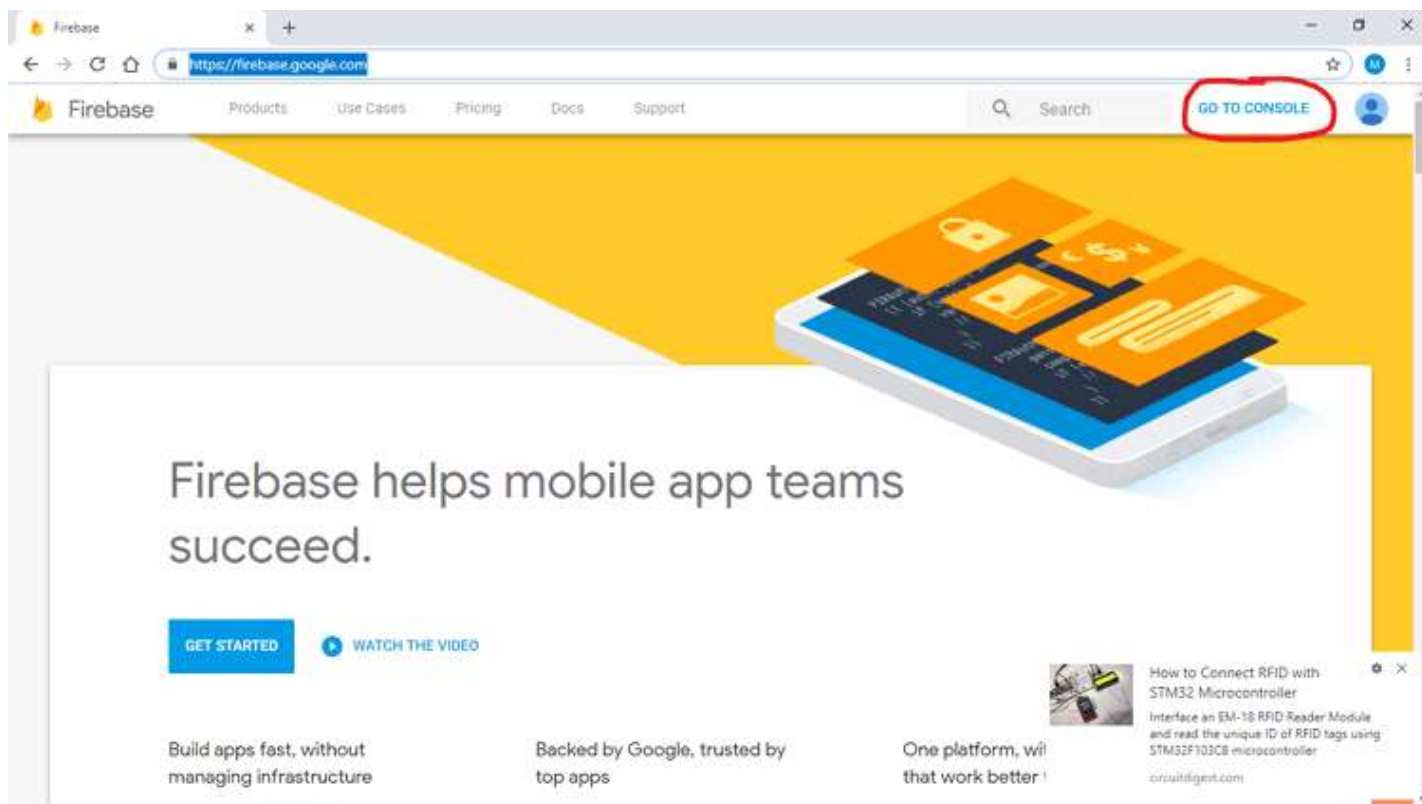 Firebase
https://firebase.google.com
M
Firebase Products Use Cases Pricing Docs Support Search GO TO CONSOLE
Firebase helps mobile app teams
succeed.
GET STARTED WATCH THE VIDEO
Build apps fast, without
managing infrastructure
Backed by Google, trusted by
top apps
One platform, wit
that work better
How to Connect RFID with
STM32 Microcontroller
Interface an EM-18 RFID Reader Module
and read the unique ID of RFID tags using
STM32F103C8 microcontroller
circuitdigest.com